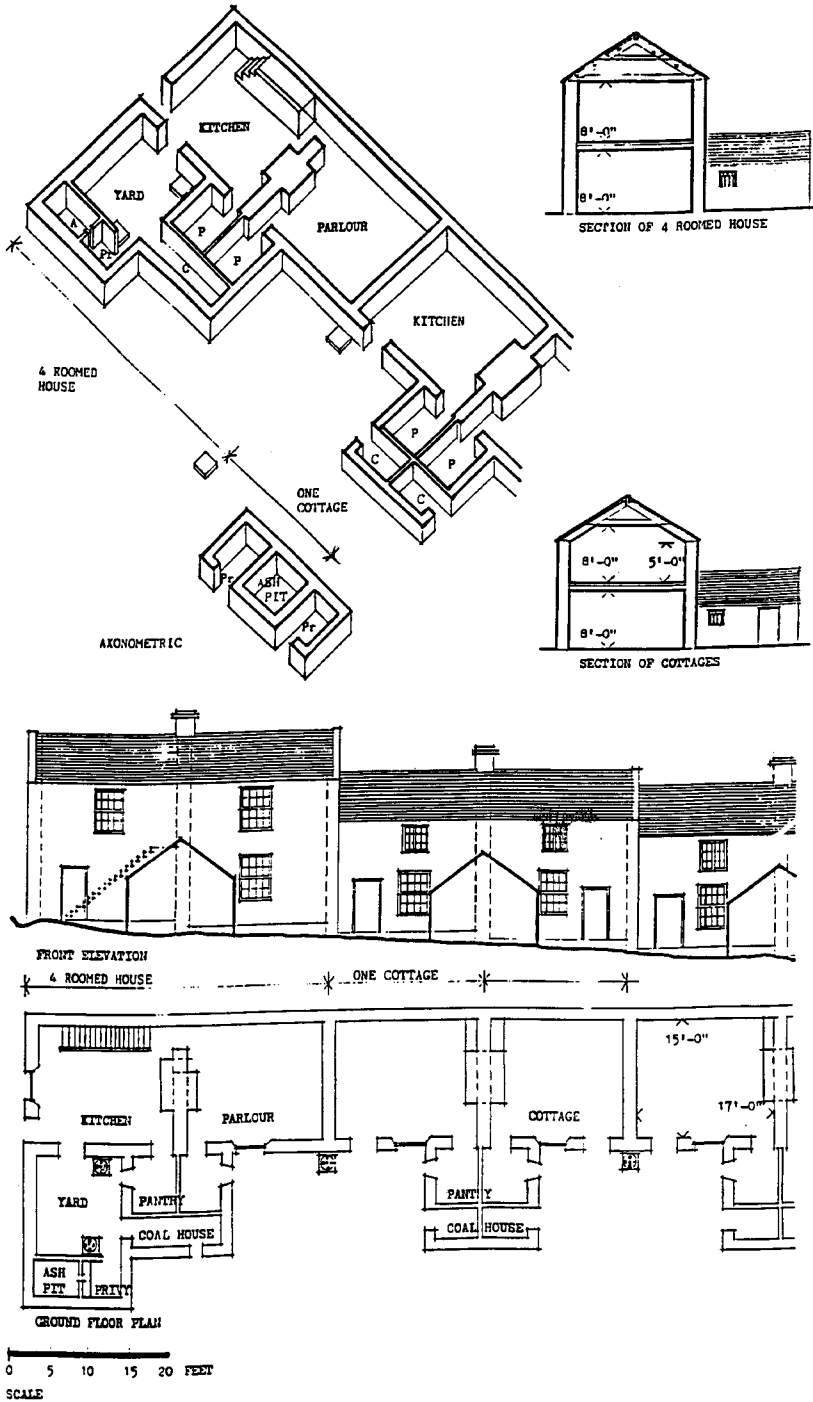 KITCHEN
YARD
PARLOUR
A
Pr
P
P
C
KITCHEN
P
P
C
C
4 ROOMED
HOUSE
ONE
COTTAGE
Pr
ASH
PIT
Pr
AXONOMETRIC
8'-0"
8'-0"
SECTION OF 4 ROOMED HOUSE
8'-0" 5'-0"
8'-0"
SECTION OF COTTAGES
FRONT ELEVATION
4 ROOMED HOUSE
ONE COTTAGE
15'-0"
17'-0"
KITCHEN
PARLOUR
COTTAGE
YARD
PANTRY
PANTRY
COAL HOUSE
COAL HOUSE
ASH
PIT
PRIVY
GROUND FLOOR PLAN
0 5 10 15 20 FEET
SCALE